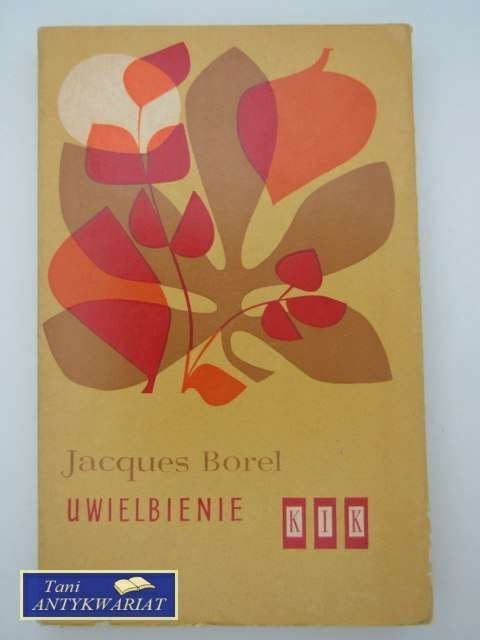 Jacques Borel
UWIELBIENIE
KIK
Tani
ANTYKWARIAT